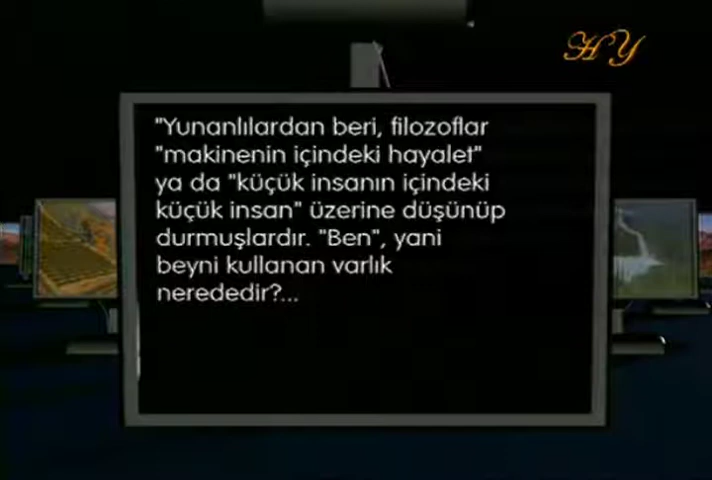 HY
"Yunanlılardan beri, filozoflar
"makinenin içindeki hayalet"
ya da "küçük insanın içindeki
küçük insan" üzerine düşünüp
durmuşlardır. "Ben", yani
beyni kullanan varlık
nerededir?...